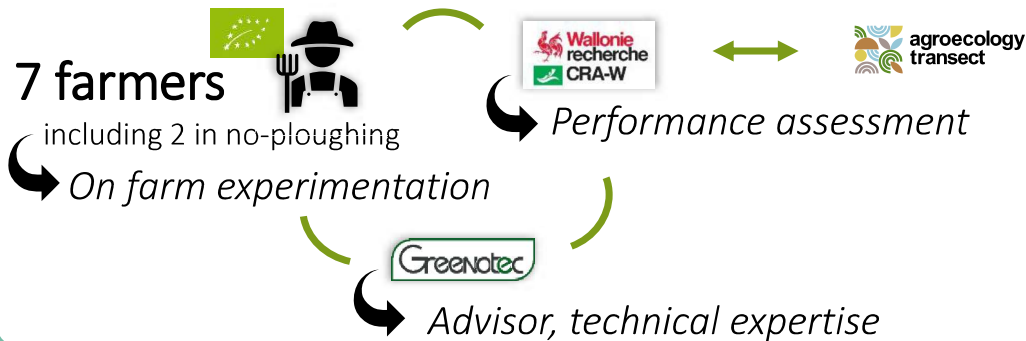 7 farmers
including 2 in no-ploughing
On farm experimentation
Wallonie
recherche
CRA-W
Performance assessment
agroecology
transect
Greenotec
Advisor, technical expertise